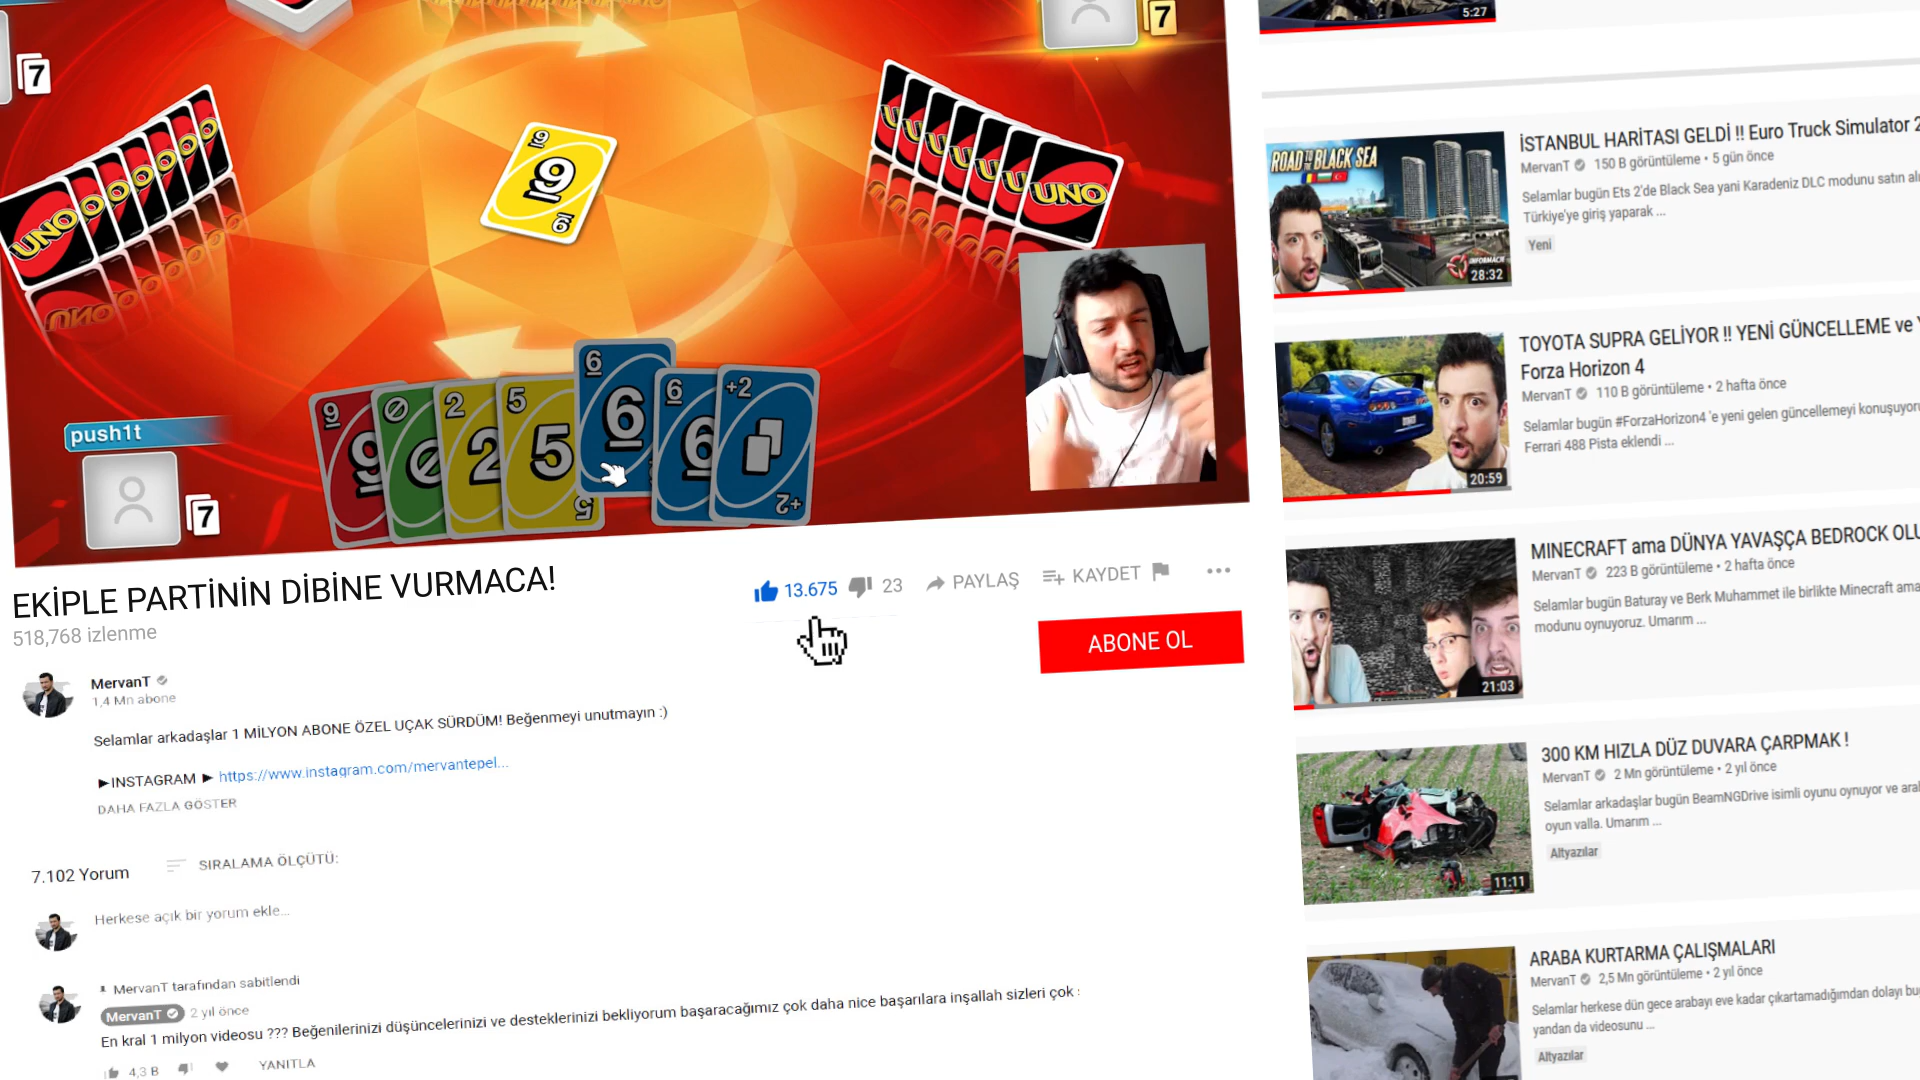 7
7
UNO
UNO
9
9
9
push1t
7
9
9
2
2
5
5
5
6
6
6
6
+2
+2
EKİPLE PARTİNİN DİBİNE VURMACA!
518,768 izlenme
13.675
23
PAYLAŞ
KAYDET
ABONE OL
MervanT
1,4 Mn abone
Selamlar arkadaşlar 1 MİLYON ABONE ÖZEL UÇAK SÜRDÜM! Beğenmeyi unutmayın :)
►INSTAGRAM ► https://www.instagram.com/mervantepel...
DAHA FAZLA GÖSTER
7.102 Yorum
SIRALAMA ÖLÇÜTÜ:
Herkese açık bir yorum ekle...
MervanT tarafından sabitlendi
MervanT 2 yıl önce
En kral 1 milyon videosu ??? Beğenilerinizi düşüncelerinizi ve desteklerinizi bekliyorum başaracağımız çok daha nice başarılara inşallah sizleri çok :
4,3 B
YANITLA
5:27
ROAD TO THE BLACK SEA
INFORMACJE
28:32
İSTANBUL HARİTASI GELDİ !! Euro Truck Simulator 2
MervanT 150 B görüntüleme • 5 gün önce
Selamlar bugün Ets 2'de Black Sea yani Karadeniz DLC modunu satın
Türkiye'ye giriş yaparak ...
Yeni
20:59
TOYOTA SUPRA GELİYOR !! YENİ GÜNCELLEME ve
Forza Horizon 4
MervanT 110 B görüntüleme • 2 hafta önce
Selamlar bugün #ForzaHorizon4 'e yeni gelen güncellemeyi
Ferrari 488 Pista eklendi ...
21:03
MINECRAFT ama DÜNYA YAVAŞÇA BEDROCK
MervanT 223 B görüntüleme • 2 hafta önce
Selamlar bugün Baturay ve Berk Muhammet ile birlikte Minecraft ama
modunu oynuyoruz. Umarım ...
11:11
300 KM HIZLA DÜZ DUVARA ÇARPMAK !
MervanT 2 Mn görüntüleme • 2 yıl önce
Selamlar arkadaşlar bugün BeamNGDrive isimli oyunu oynuyor ve
oyun valla. Umarım ...
Altyazılar
ARABA KURTARMA ÇALIŞMALARI
MervanT 2,5 Mn görüntüleme • 2 yıl önce
Selamlar herkese dün gece arabayı eve kadar çıkartamadığımdan dolayı
yandan da videosunu ...
Altyazılar